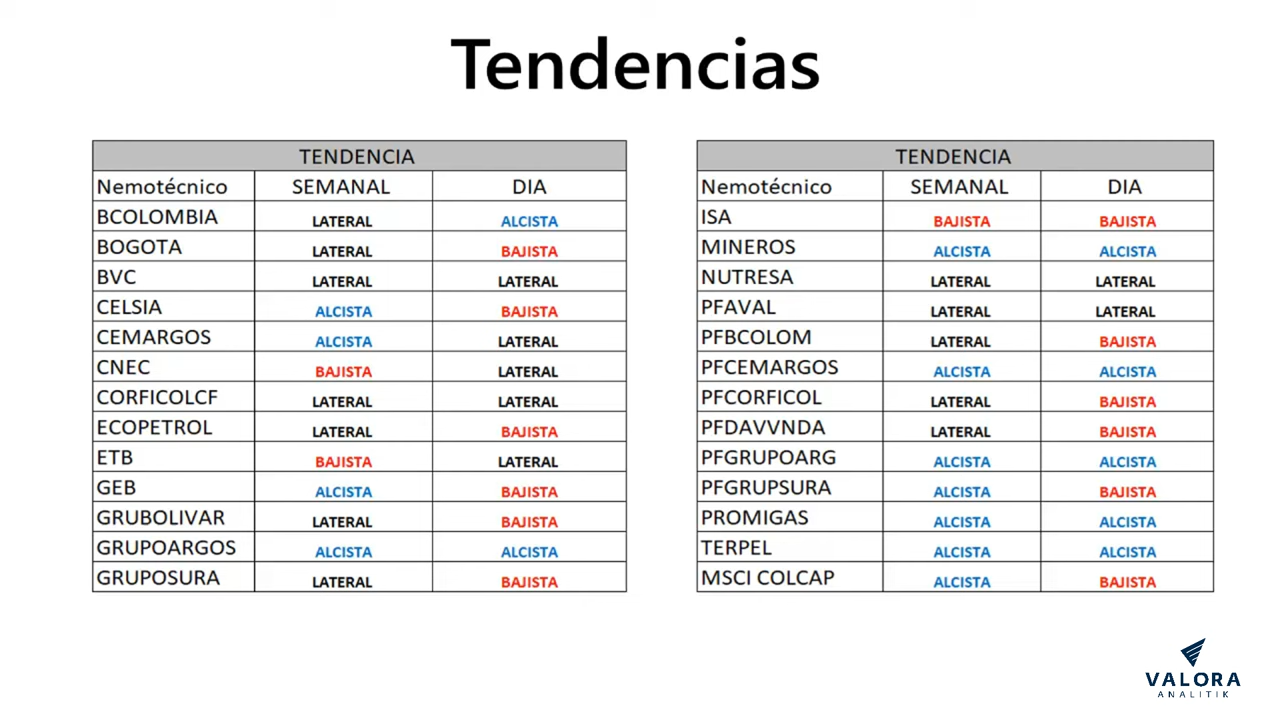 Tendencias
TENDENCIA
Nemotécnico SEMANAL DIA
BCOLOMBIA LATERAL ALCISTA
BOGOTA LATERAL BAJISTA
BVC LATERAL LATERAL
CELSIA ALCISTA BAJISTA
CEMARGOS ALCISTA LATERAL
CNEC BAJISTA LATERAL
CORFICOLCF LATERAL LATERAL
ECOPETROL LATERAL BAJISTA
ETB BAJISTA LATERAL
GEB ALCISTA BAJISTA
GRUBOLIVAR LATERAL BAJISTA
GRUPOARGOS ALCISTA ALCISTA
GRUPOSURA LATERAL BAJISTA
TENDENCIA
Nemotécnico SEMANAL DIA
ISA BAJISTA BAJISTA
MINEROS ALCISTA ALCISTA
NUTRESA LATERAL LATERAL
PFAVAL LATERAL LATERAL
PFBCOLOM LATERAL BAJISTA
PFCEMARGOS ALCISTA ALCISTA
PFCORFICOL LATERAL BAJISTA
PFDAVVNDA LATERAL BAJISTA
PFGRUPOARG ALCISTA ALCISTA
PFGRUPSURA ALCISTA BAJISTA
PROMIGAS ALCISTA ALCISTA
TERPEL ALCISTA ALCISTA
MSCI COLCAP ALCISTA BAJISTA
VALORA
ANALITIK